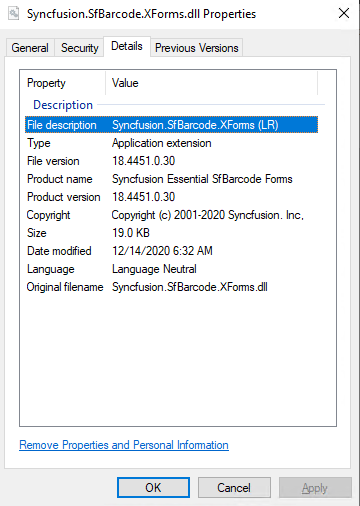 Syncfusion.SfBarcode.XForms.dll Properties
General Security Details Previous Versions
Property Value
Description
File description Syncfusion.SfBarcode.XForms (LR)
Type Application extension
File version 18.4451.0.30
Product name Syncfusion Essential SfBarcode Forms
Product version 18.4451.0.30
Copyright Copyright (c) 2001-2020 Syncfusion. Inc,
Size 19.0 KB
Date modified 12/14/2020 6:32 AM
Language Language Neutral
Original filename Syncfusion.SfBarcode.XForms.dll
Remove Properties and Personal Information
OK Cancel Apply